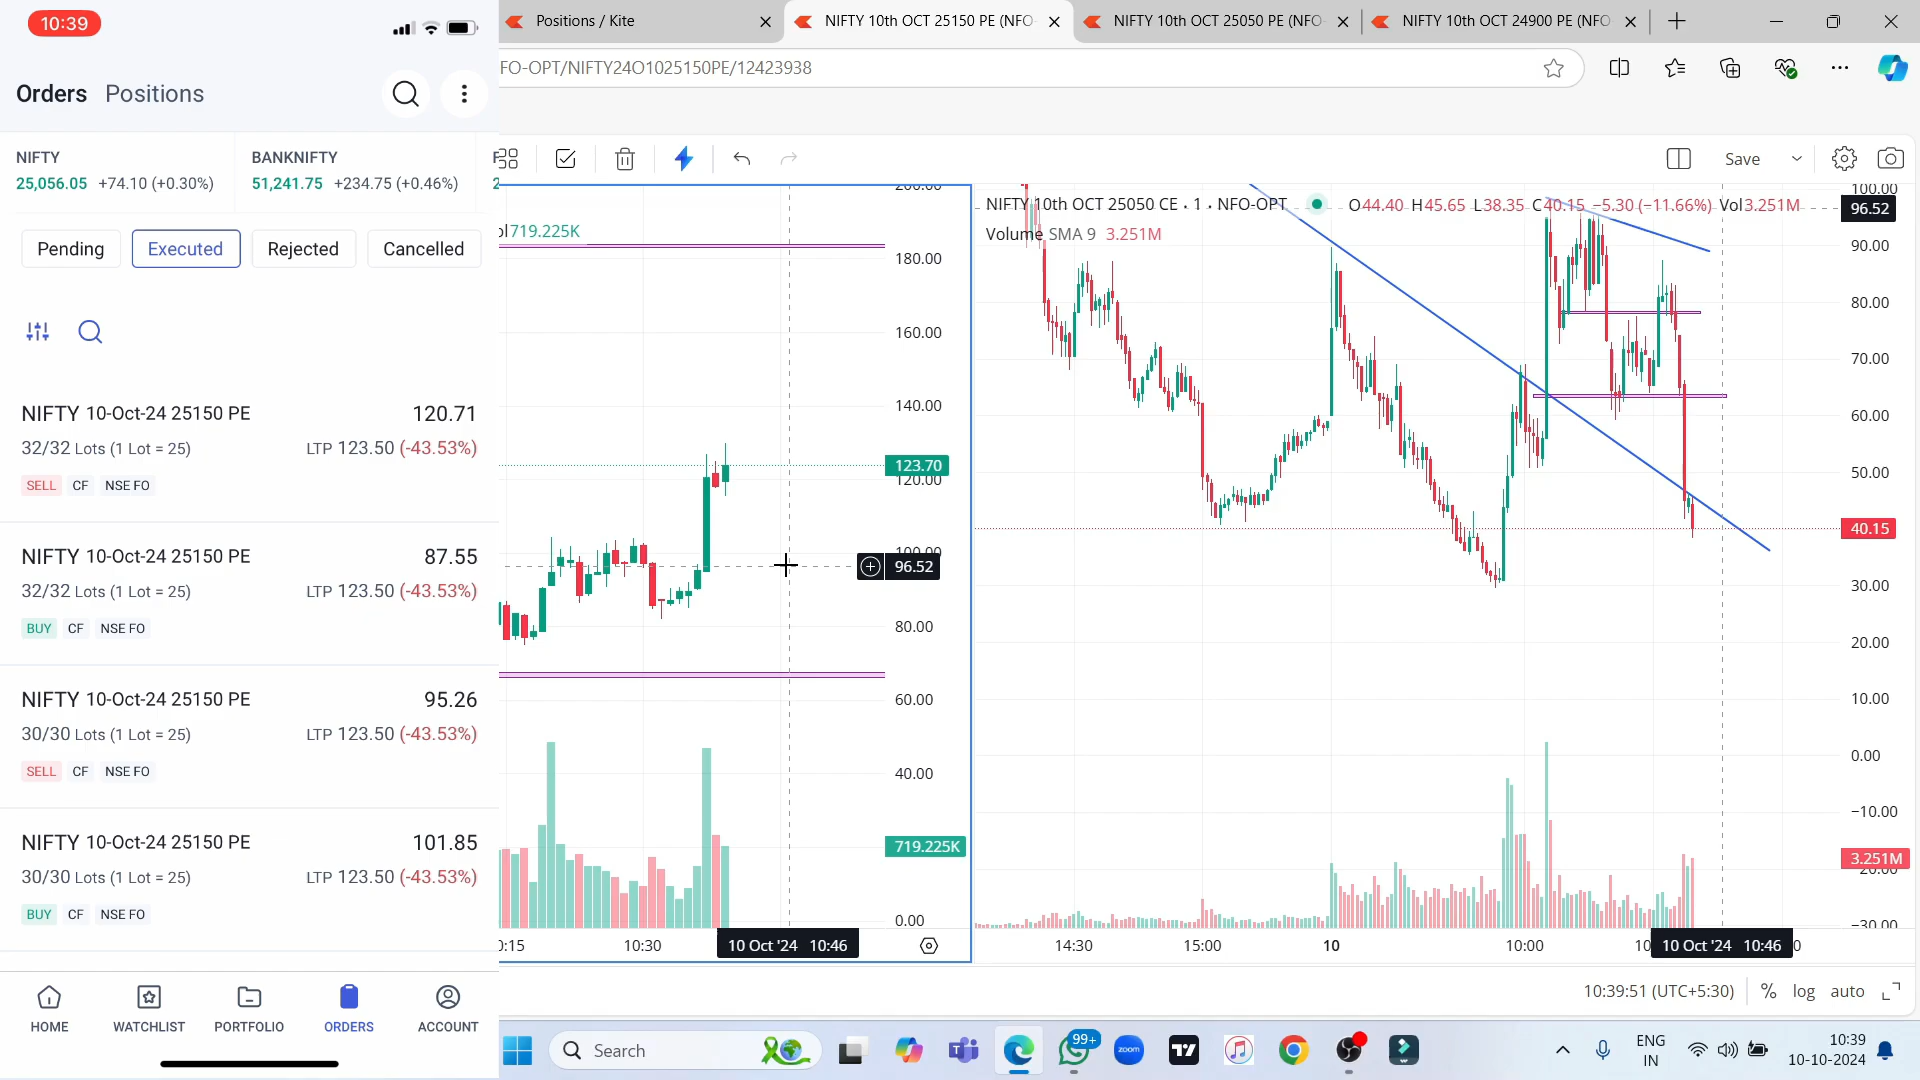 10:39
Orders Positions
NIFTY
25,056.05 +74.10 (+0.30%)
BANKNIFTY
51,241.75 +234.75 (+0.46%)
Pending
Executed
Rejected
Cancelled
NIFTY 10-Oct-24 25150 PE 120.71
32/32 Lots (1 Lot = 25) LTP 123.50 (-43.53%)
SELL CF NSE FO
NIFTY 10-Oct-24 25150 PE 87.55
32/32 Lots (1 Lot = 25) LTP 123.50 (-43.53%)
BUY CF NSE FO
NIFTY 10-Oct-24 25150 PE 95.26
30/30 Lots (1 Lot = 25) LTP 123.50 (-43.53%)
SELL CF NSE FO
NIFTY 10-Oct-24 25150 PE 101.85
30/30 Lots (1 Lot = 25) LTP 123.50 (-43.53%)
BUY CF NSE FO
HOME WATCHLIST PORTFOLIO ORDERS ACCOUNT
Positions / Kite
NIFTY 10th OCT 25150 PE (NFO-
NIFTY 10th OCT 25050 PE (NFO-
NIFTY 10th OCT 24900 PE (NFO
FO-OPT/NIFTY24O1025150PE/12423938
Save
719.225K
180.00
160.00
140.00
123.70
120.00
100.00
96.52
80.00
60.00
40.00
719.225K
0.00
10:30
10 Oct '24 10:46
NIFTY 10th OCT 25050 CE · 1 · NFO-OPT O44.40 H45.65 L38.35 C40.15 −5.30 (−11.66%) Vol3.251M
Volume SMA 9 3.251M
100.00
96.52
90.00
80.00
70.00
60.00
50.00
40.15
30.00
20.00
10.00
0.00
−10.00
3.251M
−30.00
14:30 15:00 10 10:00
10 Oct '24 10:46
10:39:51 (UTC+5:30) % log auto
Search
99+
zoom
ENG
IN
10:39
10-10-2024